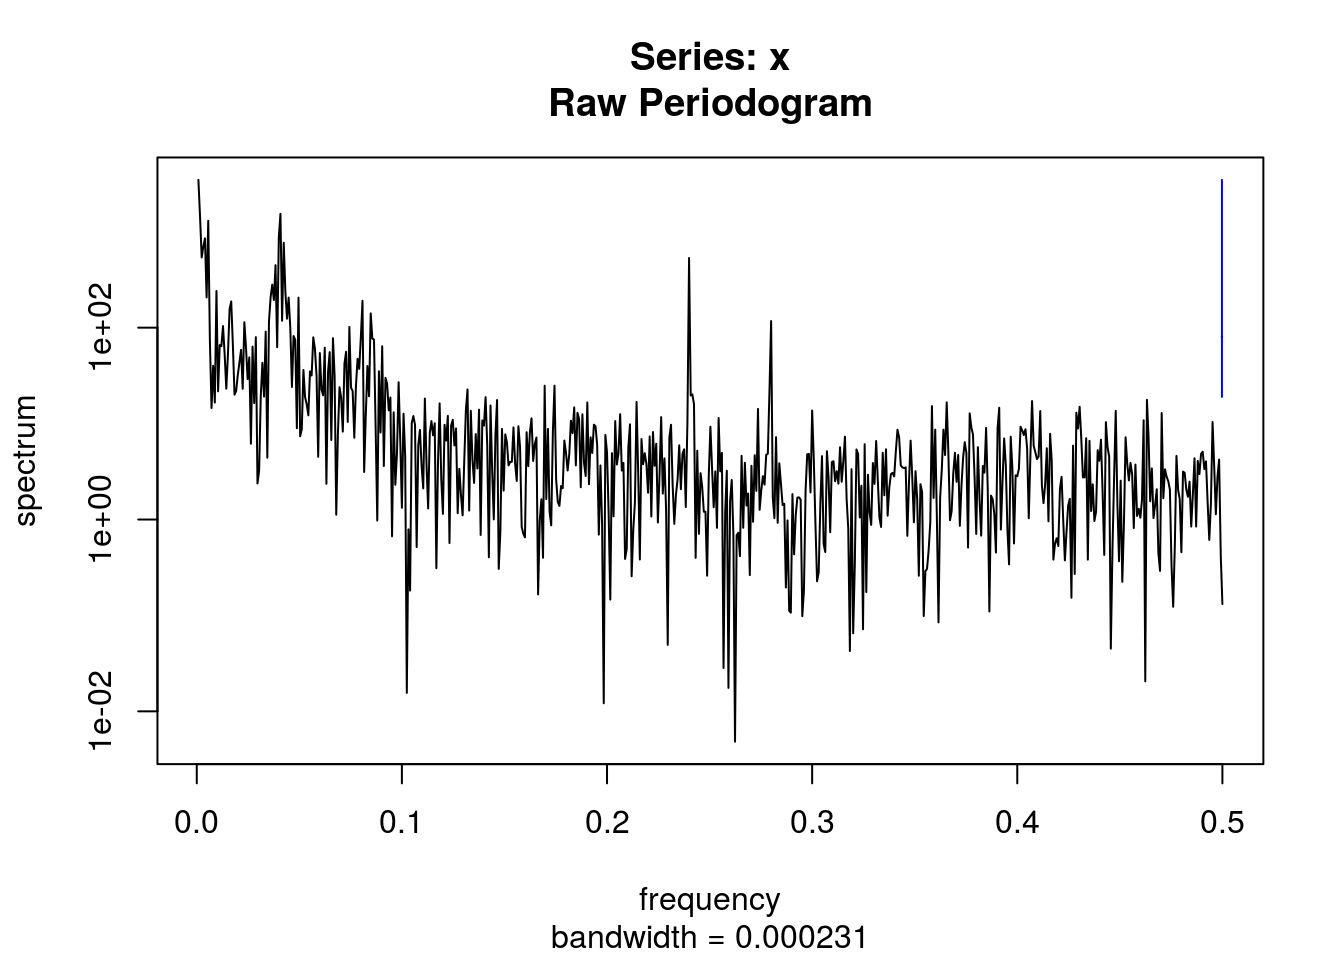 Series: x
Raw Periodogram
spectrum
1e+02
1e+00
1e-02
0.0 0.1 0.2 0.3 0.4 0.5
frequency
bandwidth = 0.000231